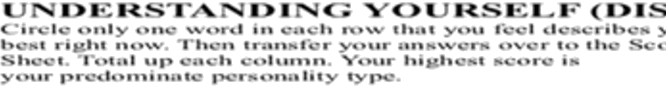 UNDERSTANDING YOURSELF (DIS
Circle only one word in each row that you feel describes y
best right now. Then transfer your answers over to the Sco
Sheet. Total up each column. Your highest score is
your predominate personality type.